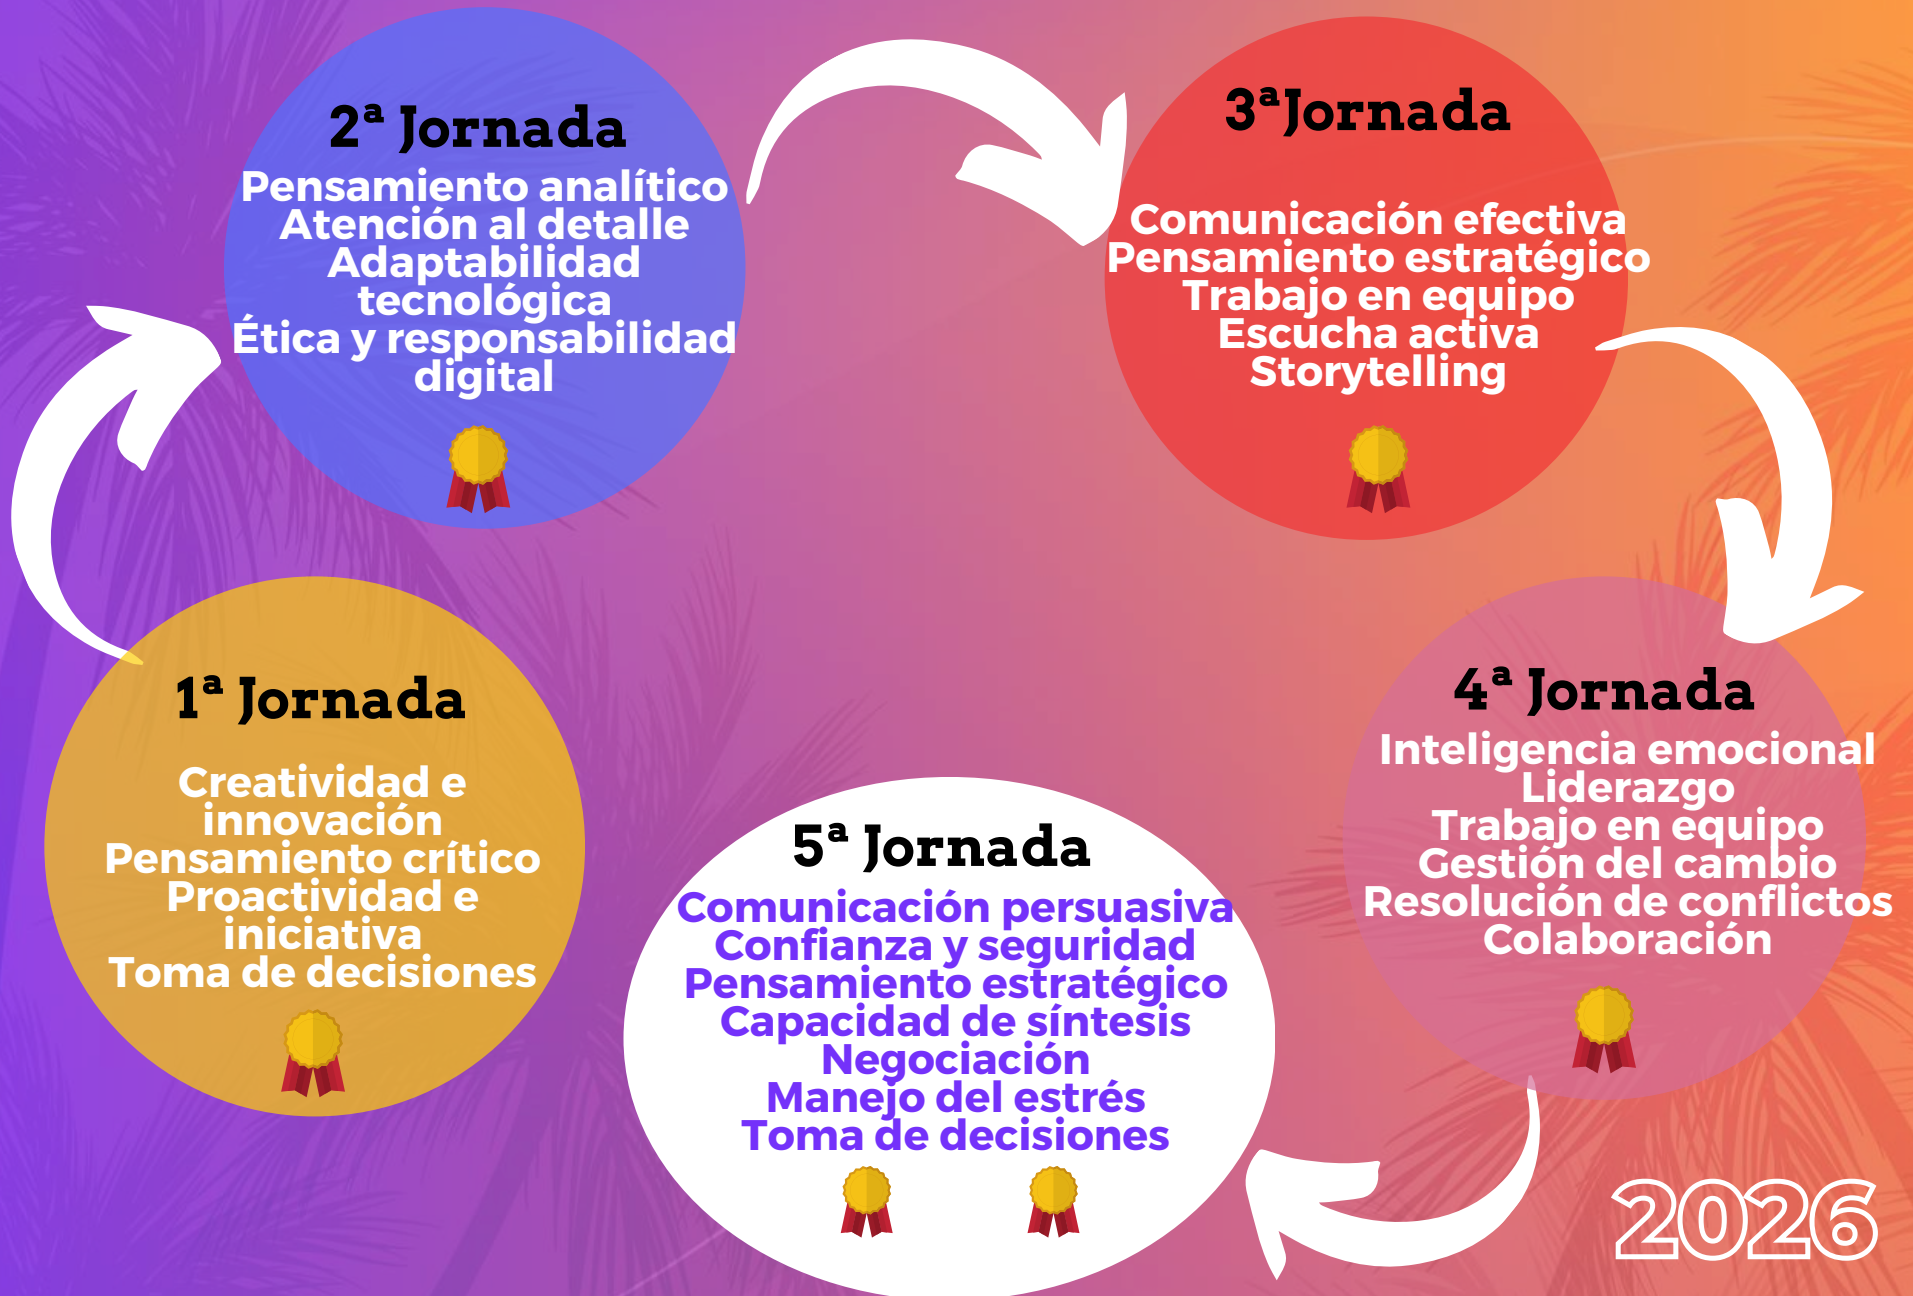 2ª Jornada
Pensamiento analítico
Atención al detalle
Adaptabilidad
tecnológica
Ética y responsabilidad
digital
3ªJornada
Comunicación efectiva
Pensamiento estratégico
Trabajo en equipo
Escucha activa
Storytelling
1ª Jornada
Creatividad e
innovación
Pensamiento crítico
Proactividad e
iniciativa
Toma de decisiones
4ª Jornada
Inteligencia emocional
Liderazgo
Trabajo en equipo
Gestión del cambio
Resolución de conflictos
Colaboración
5ª Jornada
Comunicación persuasiva
Confianza y seguridad
Pensamiento estratégico
Capacidad de síntesis
Negociación
Manejo del estrés
Toma de decisiones
2026